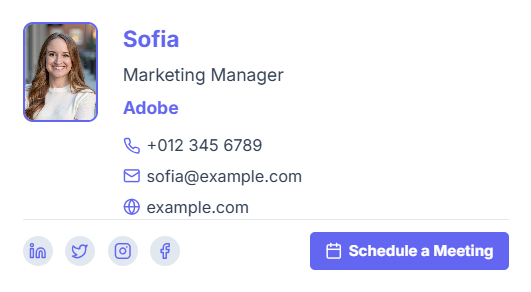 Sofia
Marketing Manager
Adobe
+012 345 6789
sofia@example.com
example.com
Schedule a Meeting